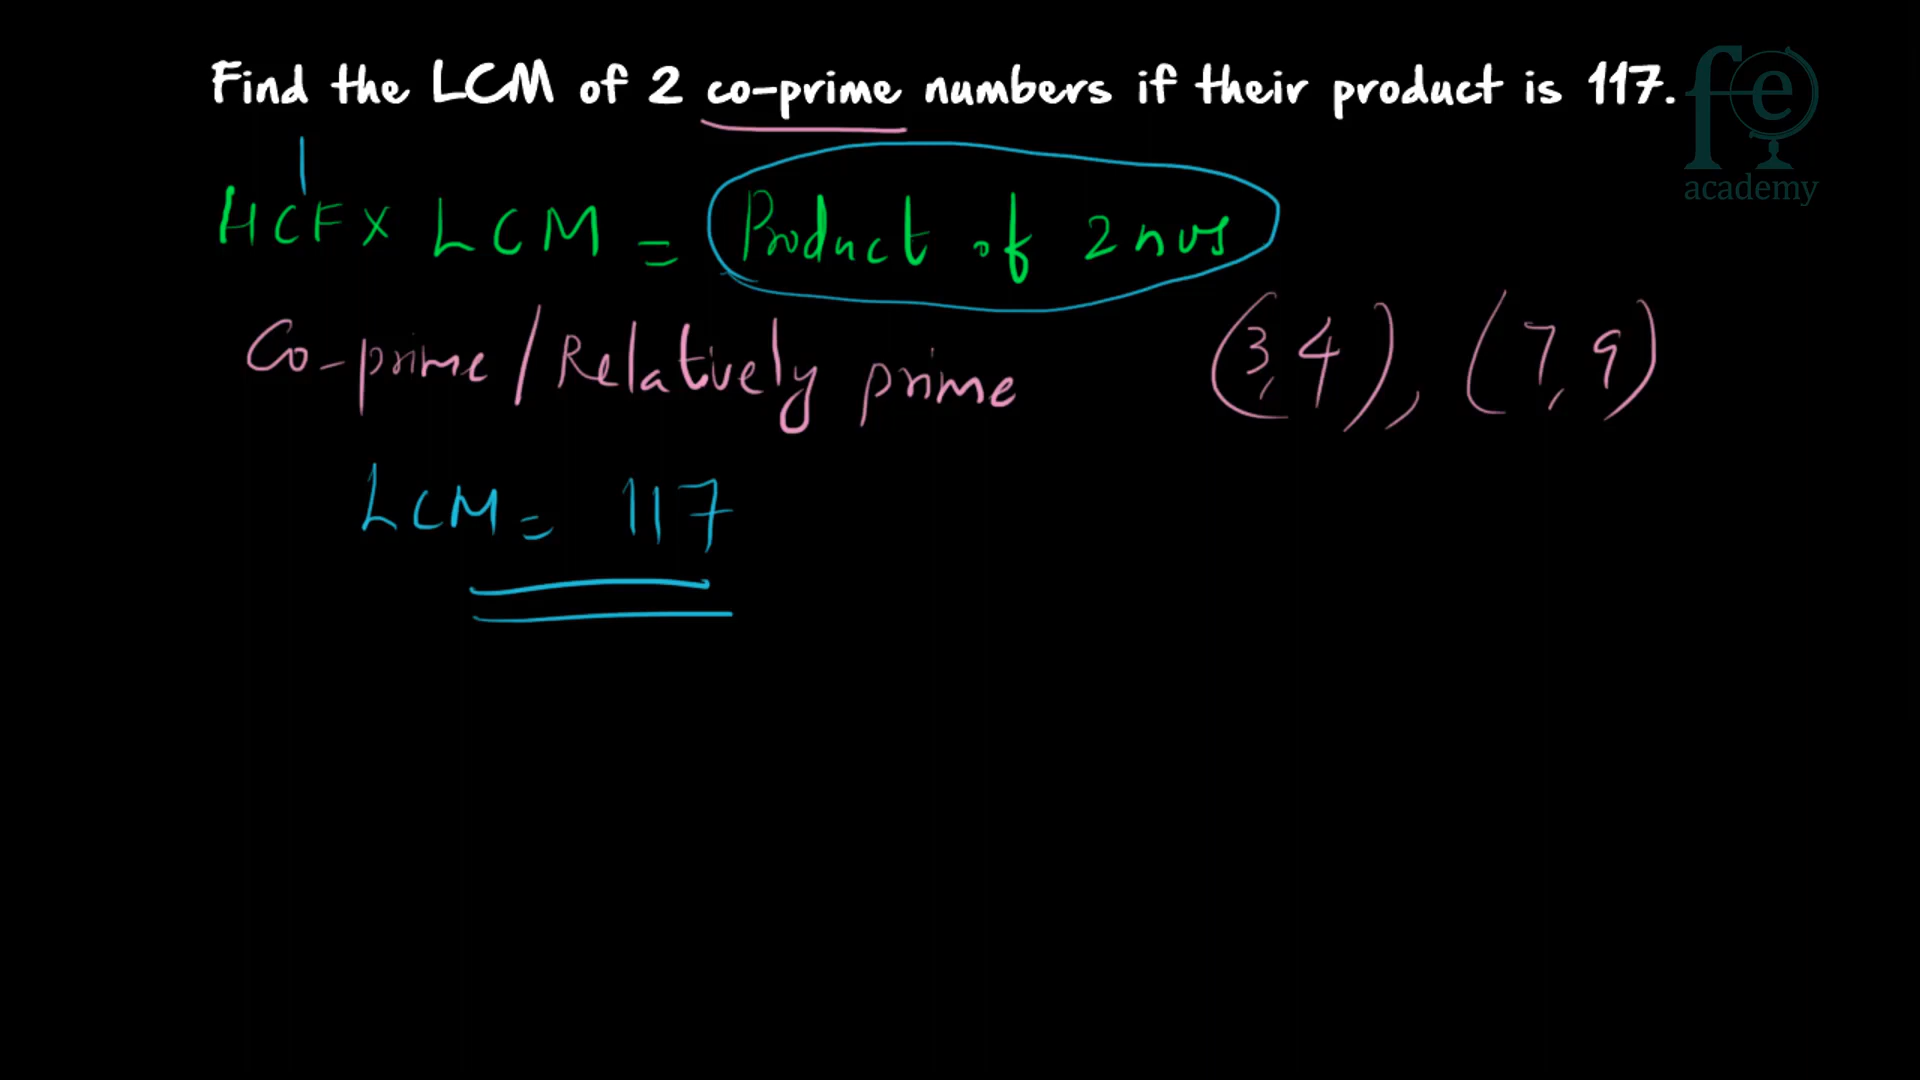 Find the LCM of 2 co-prime numbers if their product is 117.
fe
academy
1
HCF X LCM = Product of 2 nos
Co-prime / Relatively prime (3, 4), (7, 9)
LCM = 117